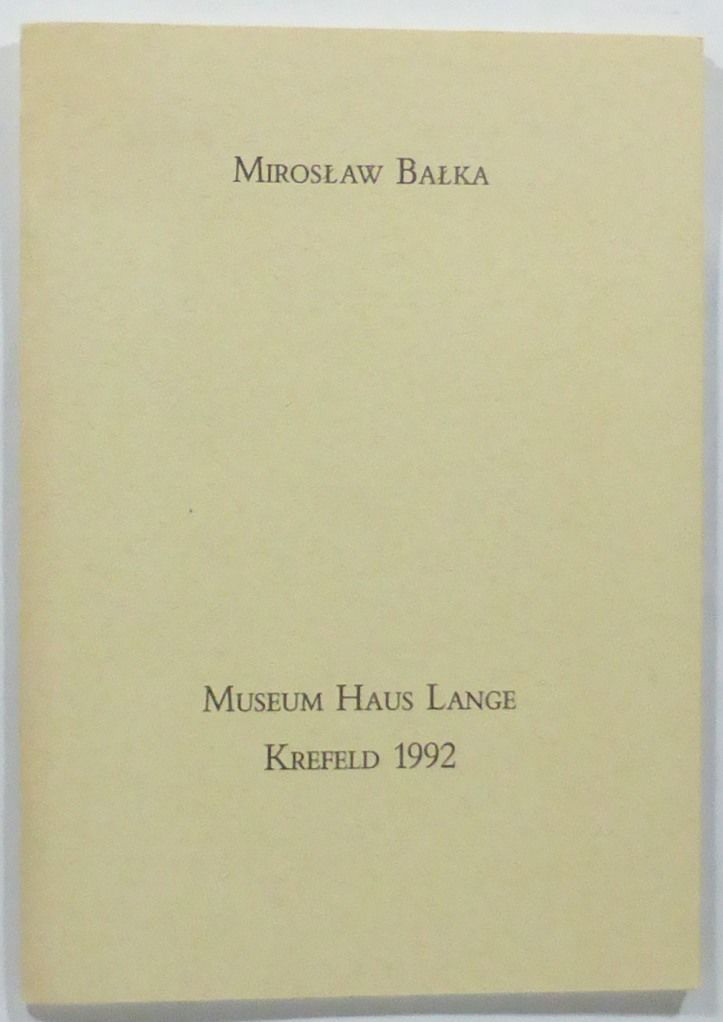 Mirosław Bałka
Museum Haus Lange
Krefeld 1992